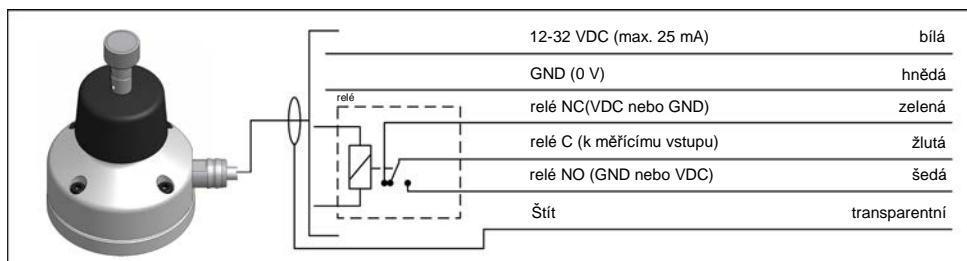 12-32 VDC (max. 25 mA) bílá
GND (0 V) hnědá
relé
relé NC(VDC nebo GND) zelená
relé C (k měřícímu vstupu) žlutá
relé NO (GND nebo VDC) šedá
Štít transparentní